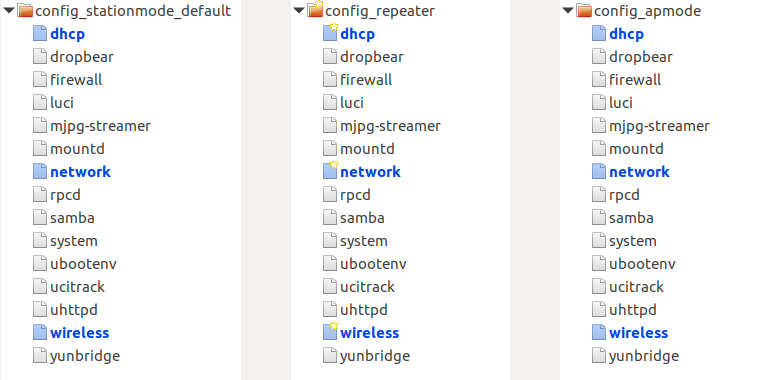 config_stationmode_default
dhcp
dropbear
firewall
luci
mjpg-streamer
mountd
network
rpcd
samba
system
ubootenv
ucitrack
uhttpd
wireless
yunbridge
config_repeater
dhcp
dropbear
firewall
luci
mjpg-streamer
mountd
network
rpcd
samba
system
ubootenv
ucitrack
uhttpd
wireless
yunbridge
config_apmode
dhcp
dropbear
firewall
luci
mjpg-streamer
mountd
network
rpcd
samba
system
ubootenv
ucitrack
uhttpd
wireless
yunbridge